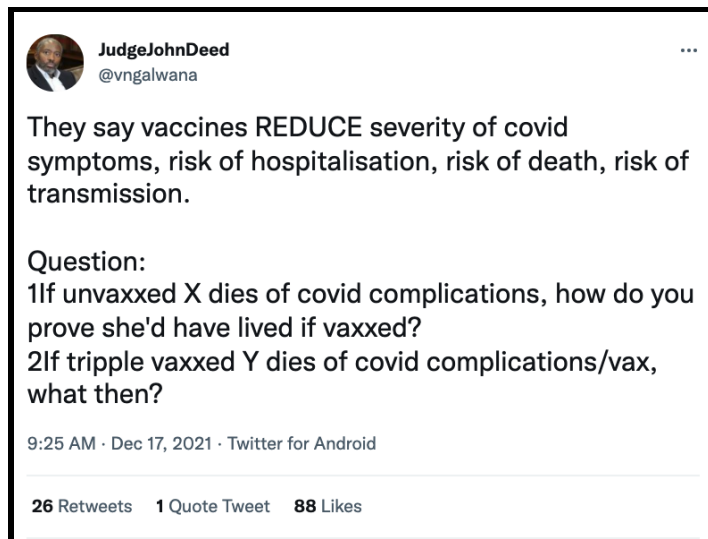 JudgeJohnDeed
@vngalwana
They say vaccines REDUCE severity of covid
symptoms, risk of hospitalisation, risk of death, risk of
transmission.
Question:
1If unvaxxed X dies of covid complications, how do you
prove she'd have lived if vaxxed?
2If tripple vaxxed Y dies of covid complications/vax,
what then?
9:25 AM · Dec 17, 2021 · Twitter for Android
26 Retweets 1 Quote Tweet 88 Likes